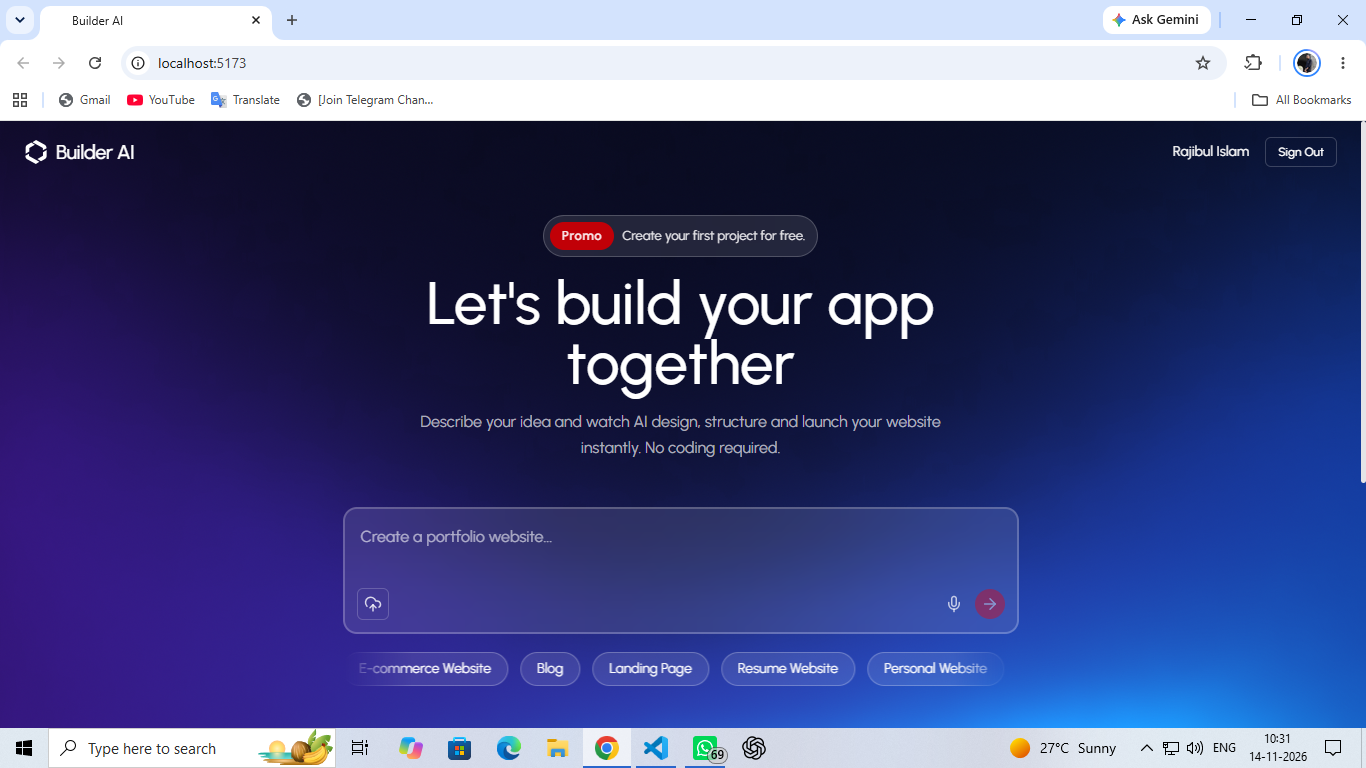 Builder AI
Ask Gemini
localhost:5173
Gmail
YouTube
Translate
[Join Telegram Chan...
All Bookmarks
Builder AI
Rajibul Islam
Sign Out
Promo
Create your first project for free.
Let's build your app
together
Describe your idea and watch AI design, structure and launch your website
instantly. No coding required.
Create a portfolio website...
E-commerce Website
Blog
Landing Page
Resume Website
Personal Website
Type here to search
69
27°C Sunny
ENG
10:31
14-11-2026